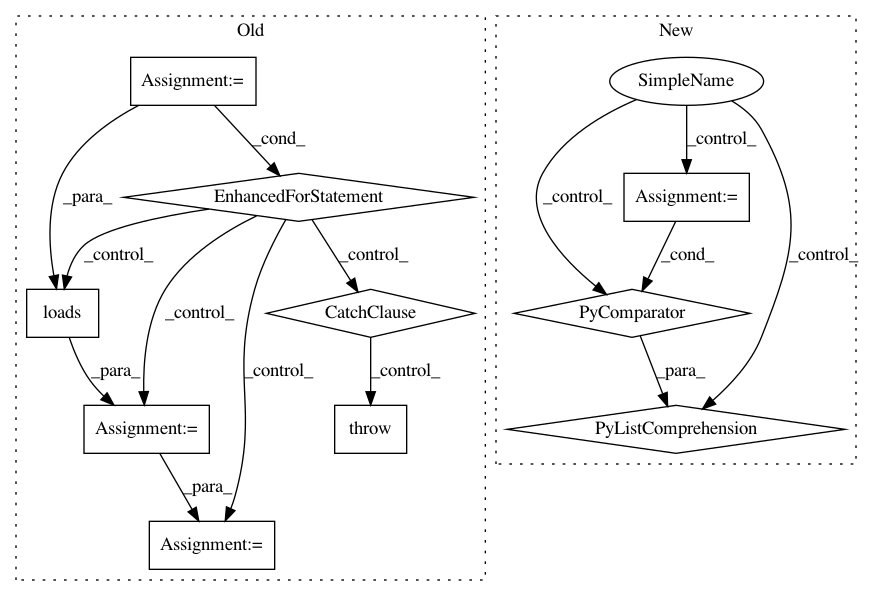 Old
New
Assignment:=
SimpleName
_cond_
_control_
_para_
EnhancedForStatement
_control_
Assignment:=
_control_
_control_
_control_
_control_
_cond_
_control_
loads
CatchClause
PyComparator
_para_
_control_
_para_
Assignment:=
throw
PyListComprehension
_para_
Assignment:=